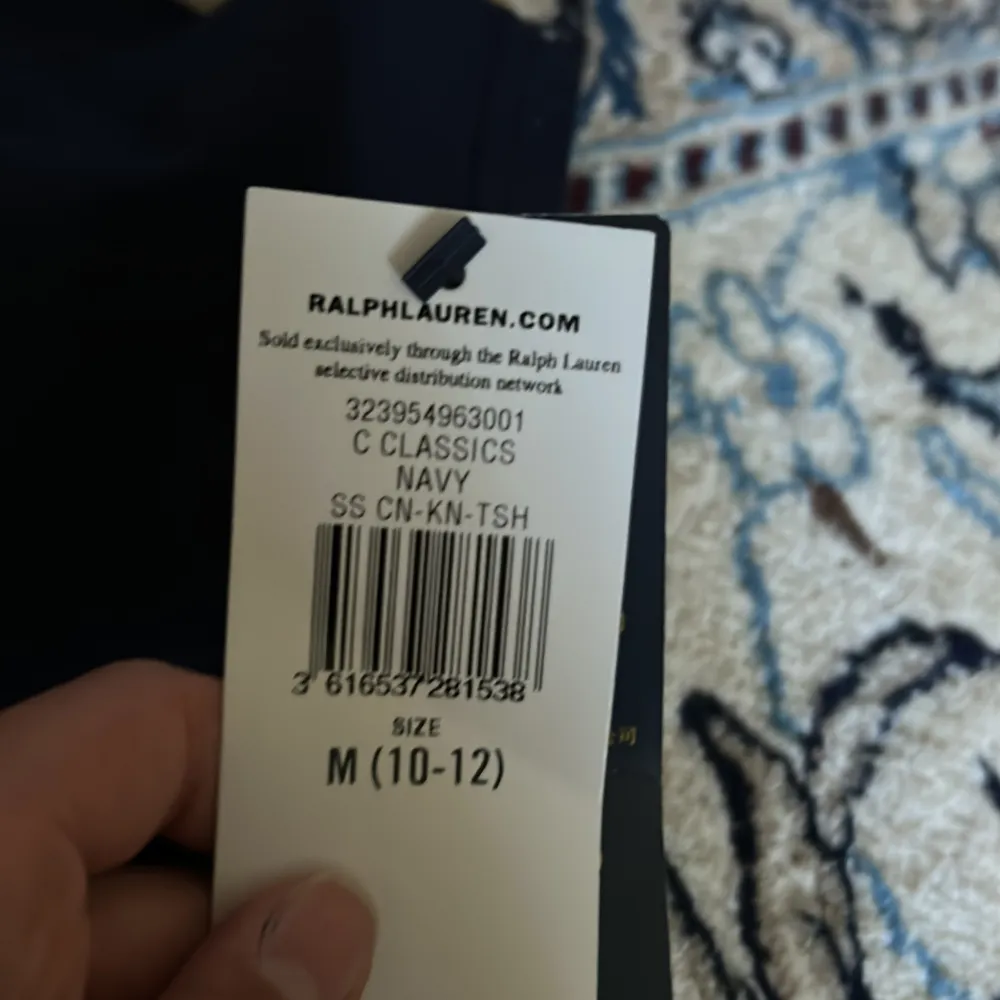 RALPHLAUREN.COM
Sold exclusively through the Ralph Lauren
selective distribution network
323954963001
C CLASSICS
NAVY
SS CN-KN-TSH
3 616537 281538
SIZE
M (10-12)
司